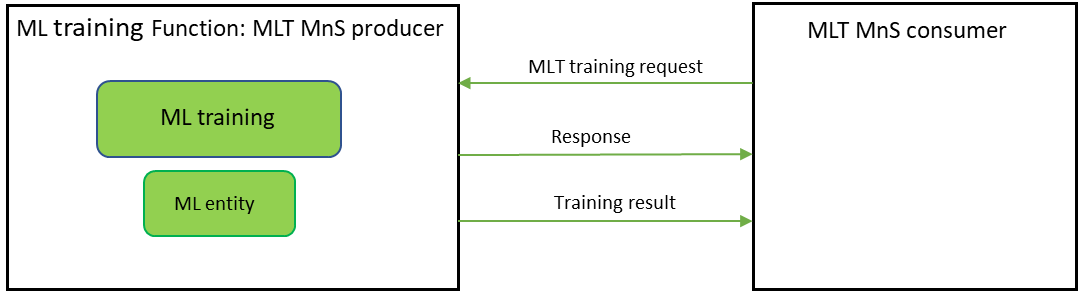 ML training Function: MLT MnS producer
ML training
ML entity
MLT training request
Response
Training result
MLT MnS consumer